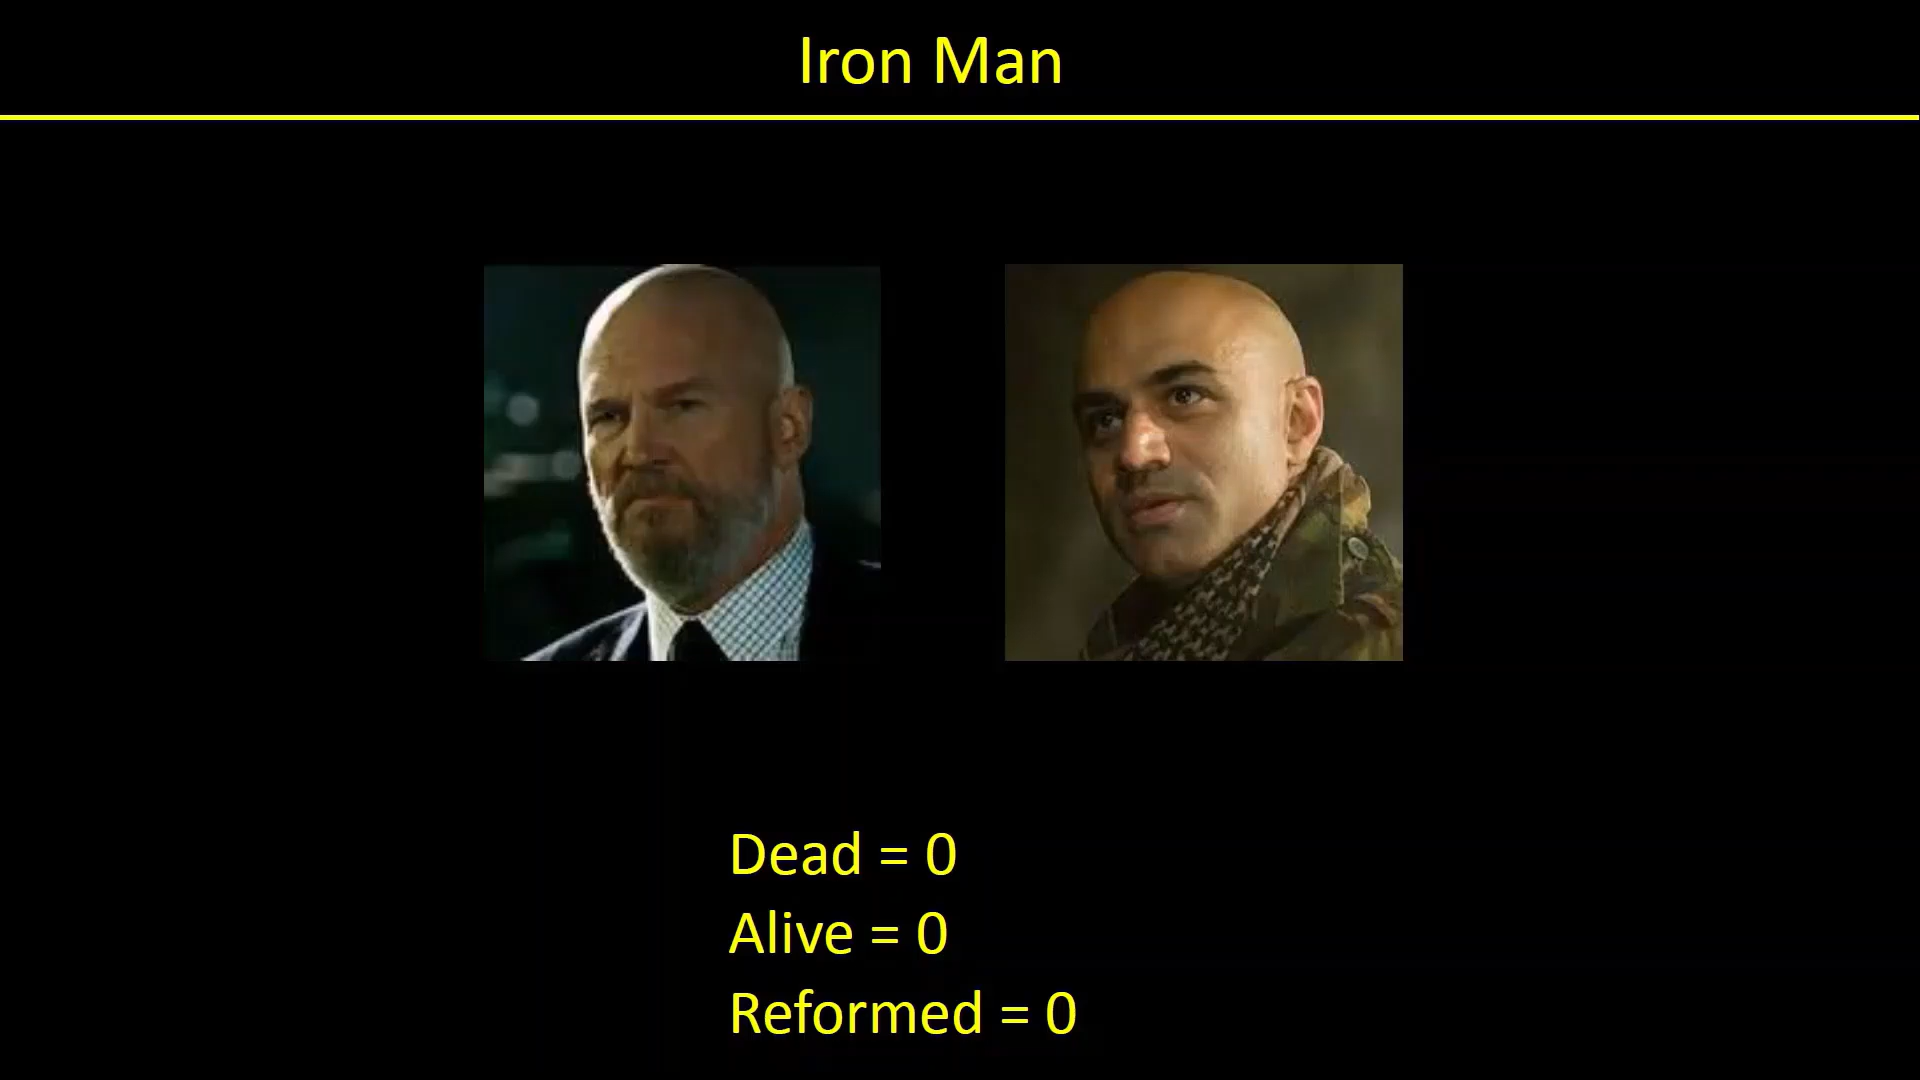 Iron Man
Dead = 0
Alive = 0
Reformed = 0